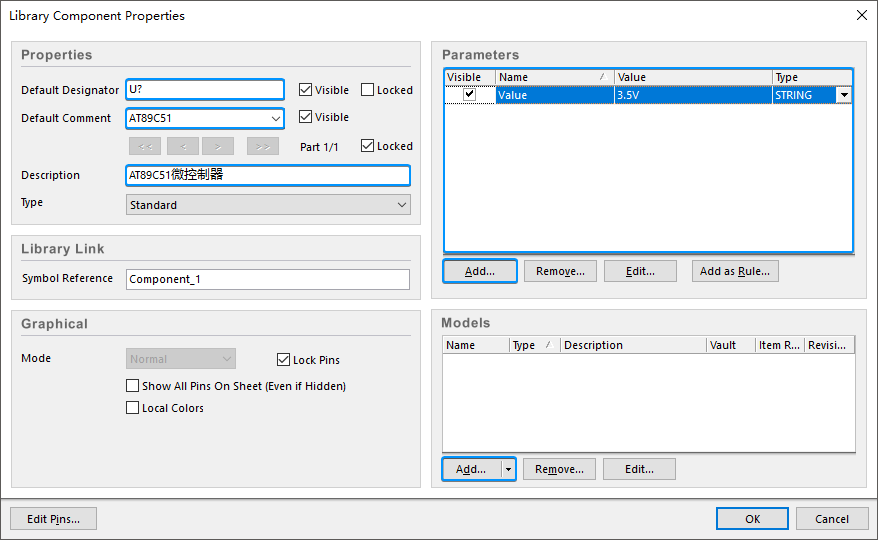 Library Component Properties
Properties
Default Designator U? Visible Locked
Default Comment AT89C51 Visible
<< < > >> Part 1/1 Locked
Description AT89C51微控制器
Type Standard
Library Link
Symbol Reference Component_1
Graphical
Mode Normal Lock Pins
Show All Pins On Sheet (Even if Hidden)
Local Colors
Parameters
Visible Name Value Type
Value 3.5V STRING
Add... Remove... Edit... Add as Rule...
Models
Name Type Description Vault Item R... Revisi...
Add... Remove... Edit...
Edit Pins... OK Cancel